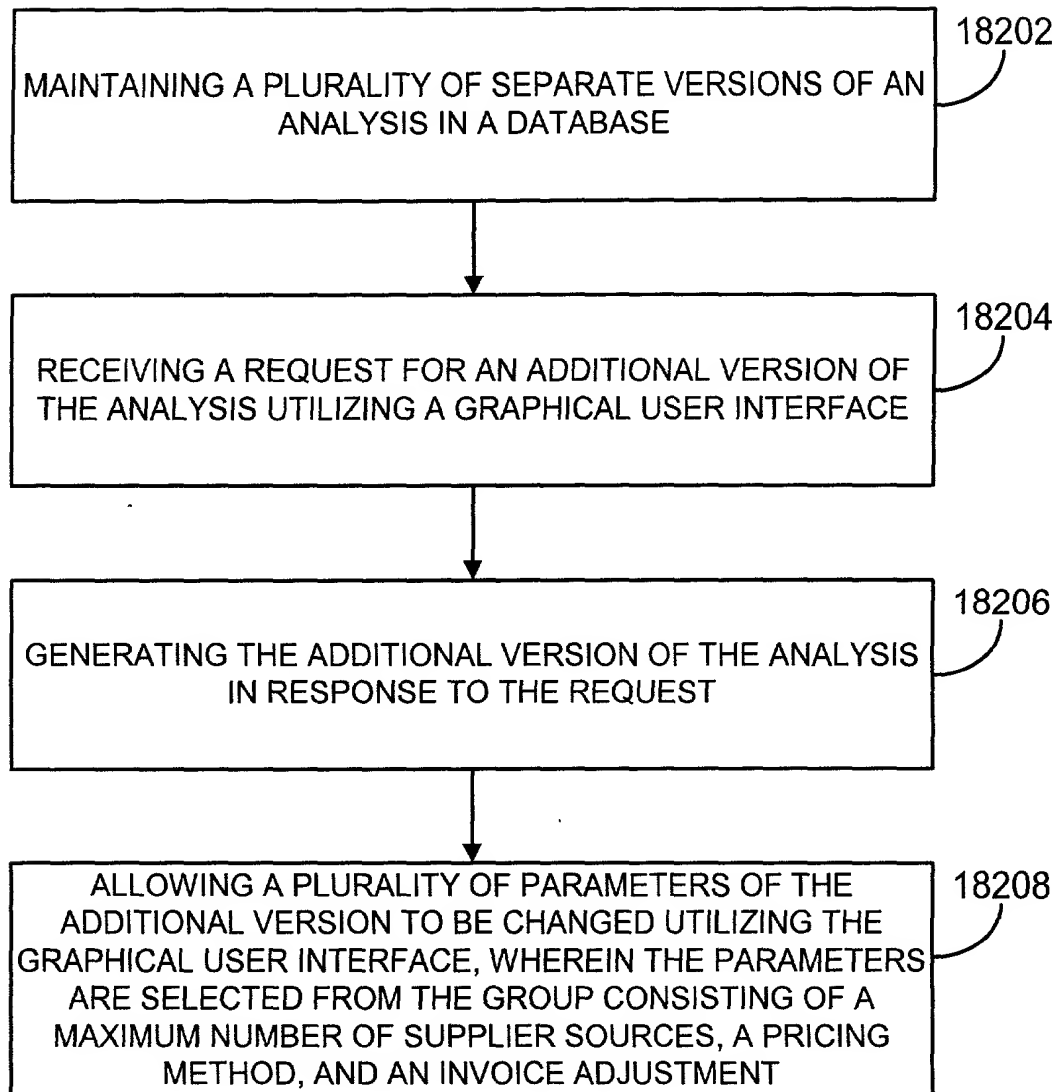 18202
MAINTAINING A PLURALITY OF SEPARATE VERSIONS OF AN
ANALYSIS IN A DATABASE
18204
RECEIVING A REQUEST FOR AN ADDITIONAL VERSION OF
THE ANALYSIS UTILIZING A GRAPHICAL USER INTERFACE
18206
GENERATING THE ADDITIONAL VERSION OF THE ANALYSIS
IN RESPONSE TO THE REQUEST
18208
ALLOWING A PLURALITY OF PARAMETERS OF THE
ADDITIONAL VERSION TO BE CHANGED UTILIZING THE
GRAPHICAL USER INTERFACE, WHEREIN THE PARAMETERS
ARE SELECTED FROM THE GROUP CONSISTING OF A
MAXIMUM NUMBER OF SUPPLIER SOURCES, A PRICING
METHOD, AND AN INVOICE ADJUSTMENT